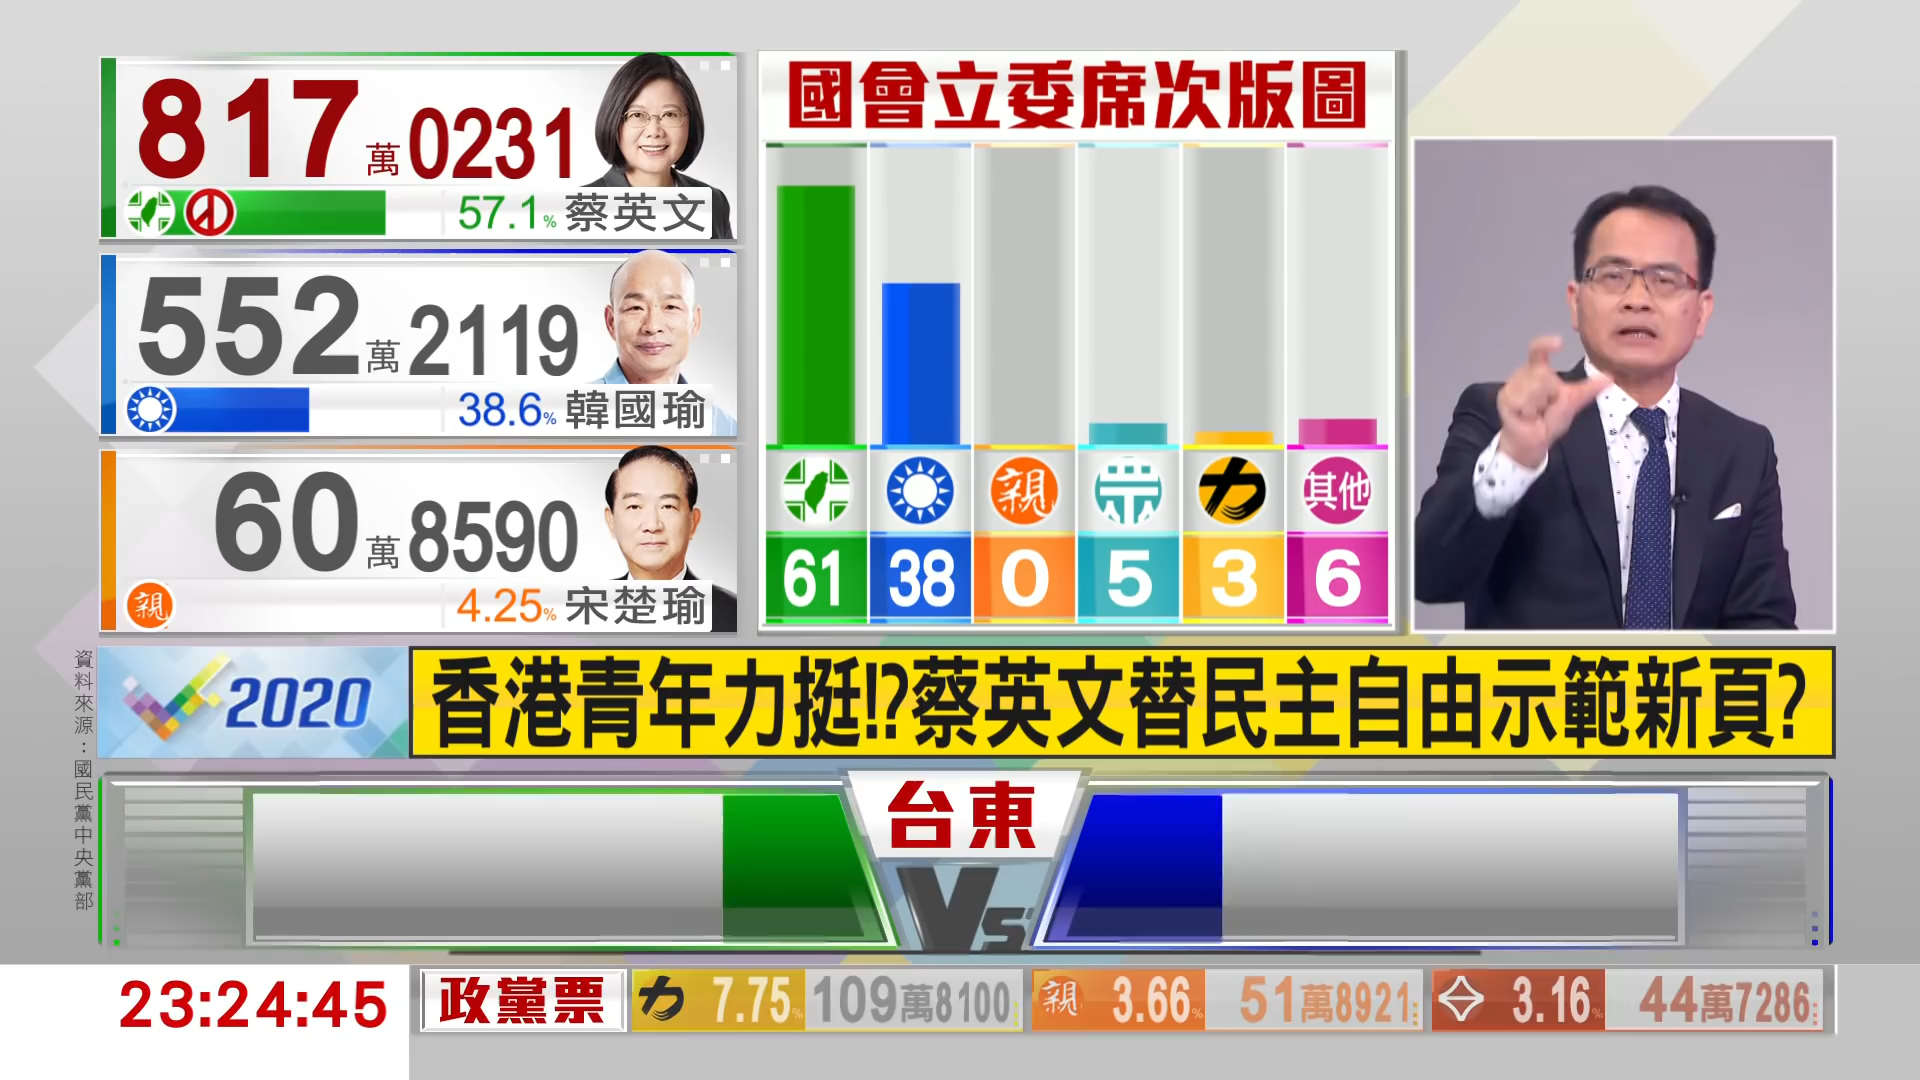 817萬0231
57.1% 蔡英文
552萬2119
38.6% 韓國瑜
60萬8590
親 4.25% 宋楚瑜
國會立委席次版圖
親 其他
61 38 0 5 3 6
資料來源：國民黨中央黨部
2020
香港青年力挺!?蔡英文替民主自由示範新頁?
台東
Vs
23:24:45
政黨票
力 7.75% 109萬8100
親 3.66% 51萬8921
3.16% 44萬7286